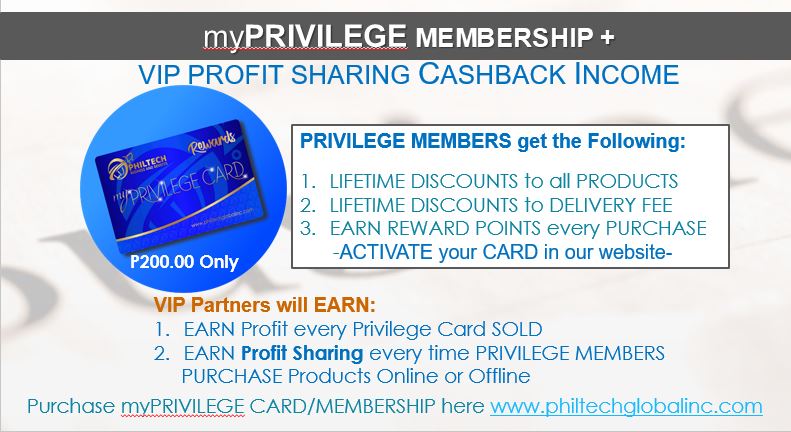 myPRIVILEGE MEMBERSHIP +
VIP PROFIT SHARING CASHBACK INCOME
Rewards
PHILTECH
myPRIVILEGE CARD
www.philtechglobalinc.com
P200.00 Only
PRIVILEGE MEMBERS get the Following:
1. LIFETIME DISCOUNTS to all PRODUCTS
2. LIFETIME DISCOUNTS to DELIVERY FEE
3. EARN REWARD POINTS every PURCHASE
-ACTIVATE your CARD in our website-
VIP Partners will EARN:
1. EARN Profit every Privilege Card SOLD
2. EARN Profit Sharing every time PRIVILEGE MEMBERS
PURCHASE Products Online or Offline
Purchase myPRIVILEGE CARD/MEMBERSHIP here www.philtechglobalinc.com